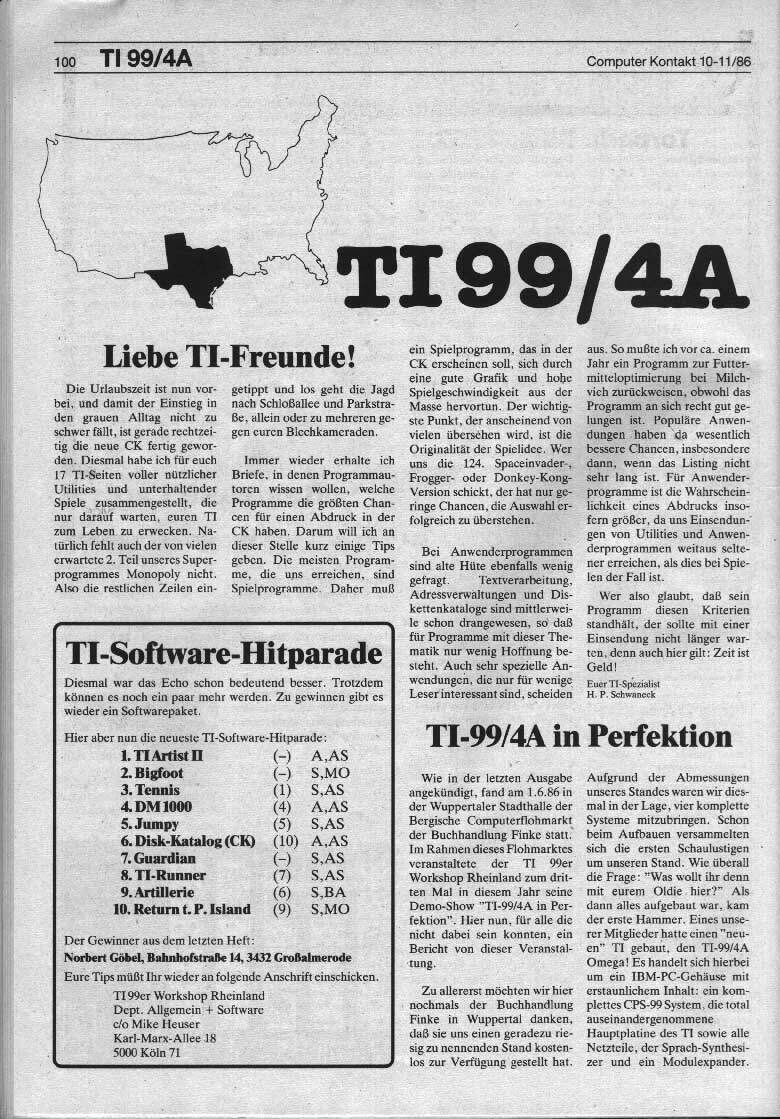 100 TI 99/4A
Computer Kontakt 10-11/86
TI 99/4A
Liebe TI-Freunde!
Die Urlaubszeit ist nun vor-
bei, und damit der Einstieg in
den grauen Alltag nicht zu
schwer fällt, ist gerade rechtzei-
tig die neue CK fertig gewor-
den. Diesmal habe ich für euch
17 TI-Seiten voller nützlicher
Utilities und unterhaltender
Spiele zusammengestellt, die
nur darauf warten, euren TI
zum Leben zu erwecken. Na-
türlich fehlt auch der von vielen
erwartete 2. Teil unseres Super-
programmes Monopoly nicht.
Also die restlichen Zeilen ein-
getippt und los geht die Jagd
nach Schloßallee und Parkstra-
ße, allein oder zu mehreren ge-
gen euren Blechkameraden.
Immer wieder erhalte ich
Briefe, in denen Programmau-
toren wissen wollen, welche
Programme die größten Chan-
cen für einen Abdruck in der
CK haben. Darum will ich an
dieser Stelle kurz einige Tips
geben. Die meisten Program-
me, die uns erreichen, sind
Spielprogramme. Daher muß
ein Spielprogramm, das in der
CK erscheinen soll, sich durch
eine gute Grafik und hohe
Spielgeschwindigkeit aus der
Masse hervortun. Der wichtig-
ste Punkt, der anscheinend von
vielen übersehen wird, ist die
Originalität der Spielidee. Wer
uns die 124. Spaceinvader-,
Frogger- oder Donkey-Kong-
Version schickt, der hat nur ge-
ringe Chancen, die Auswahl er-
folgreich zu überstehen.
Bei Anwenderprogrammen
sind alte Hüte ebenfalls wenig
gefragt. Textverarbeitung,
Adressverwaltungen und Dis-
kettenkataloge sind mittlerwei-
le schon drangewesen, so daß
für Programme mit dieser The-
matik nur wenig Hoffnung be-
steht. Auch sehr spezielle An-
wendungen, die nur für wenige
Leser interessant sind, scheiden
aus. So mußte ich vor ca. einem
Jahr ein Programm zur Futter-
mitteloptimierung bei Milch-
vich zurückweisen, obwohl das
Programm an sich recht gut ge-
lungen ist. Populäre Anwen-
dungen haben da wesentlich
bessere Chancen, insbesondere
dann, wenn das Listing nicht
sehr lang ist. Für Anwender-
programme ist die Wahrschein-
lichkeit eines Abdrucks inso-
fern größer, da uns Einsendun-
gen von Utilities und Anwen-
derprogrammen weitaus selte-
ner erreichen, als dies bei Spie-
len der Fall ist.
Wer also glaubt, daß sein
Programm diesen Kriterien
standhält, der sollte mit einer
Einsendung nicht länger war-
ten, denn auch hier gilt: Zeit ist
Geld!
Euer TI-Spezialist
H. P. Schwaneck
TI-Software-Hitparade
Diesmal war das Echo schon bedeutend besser. Trotzdem
können es noch ein paar mehr werden. Zu gewinnen gibt es
wieder ein Softwarepaket.
Hier aber nun die neueste TI-Software-Hitparade:
1. TI Artist II (–) A,AS
2. Bigfoot (–) S,MO
3. Tennis (1) S,AS
4. DM 1000 (4) A,AS
5. Jumpy (5) S,AS
6. Disk-Katalog (CK) (10) A,AS
7. Guardian (–) S,AS
8. TI-Runner (7) S,AS
9. Artillerie (6) S,BA
10. Return t. P. Island (9) S,MO
Der Gewinner aus dem letzten Heft:
Norbert Göbel, Bahnhofstraße 14, 3432 Großalmerode
Eure Tips müßt Ihr wieder an folgende Anschrift einschicken.
TI 99er Workshop Rheinland
Dept. Allgemein + Software
c/o Mike Heuser
Karl-Marx-Allee 18
5000 Köln 71
TI-99/4A in Perfektion
Wie in der letzten Ausgabe
angekündigt, fand am 1.6.86 in
der Wuppertaler Stadthalle der
Bergische Computerflohmarkt
der Buchhandlung Finke statt.
Im Rahmen dieses Flohmarktes
veranstaltete der TI 99er
Workshop Rheinland zum drit-
ten Mal in diesem Jahr seine
Demo-Show "TI-99/4A in Per-
fektion". Hier nun, für alle die
nicht dabei sein konnten, ein
Bericht von dieser Veranstal-
tung.
Zu allererst möchten wir hier
nochmals der Buchhandlung
Finke in Wuppertal danken,
daß sie uns einen geradezu rie-
sig zu nennenden Stand kosten-
los zur Verfügung gestellt hat.
Aufgrund der Abmessungen
unseres Standes waren wir dies-
mal in der Lage, vier komplette
Systeme mitzubringen. Schon
beim Aufbauen versammelten
sich die ersten Schaulustigen
um unseren Stand. Wie überall
die Frage: "Was wollt ihr denn
mit eurem Oldie hier?" Als
dann alles aufgebaut war, kam
der erste Hammer. Eines unse-
rer Mitglieder hatte einen "neu-
en" TI gebaut, den TI-99/4A
Omega! Es handelt sich hierbei
um ein IBM-PC-Gehäuse mit
erstaunlichem Inhalt: ein kom-
plettes CPS-99 System, die total
auseinandergenommene
Hauptplatine des TI sowie alle
Netzteile, der Sprach-Synthesi-
zer und ein Modulexpander.